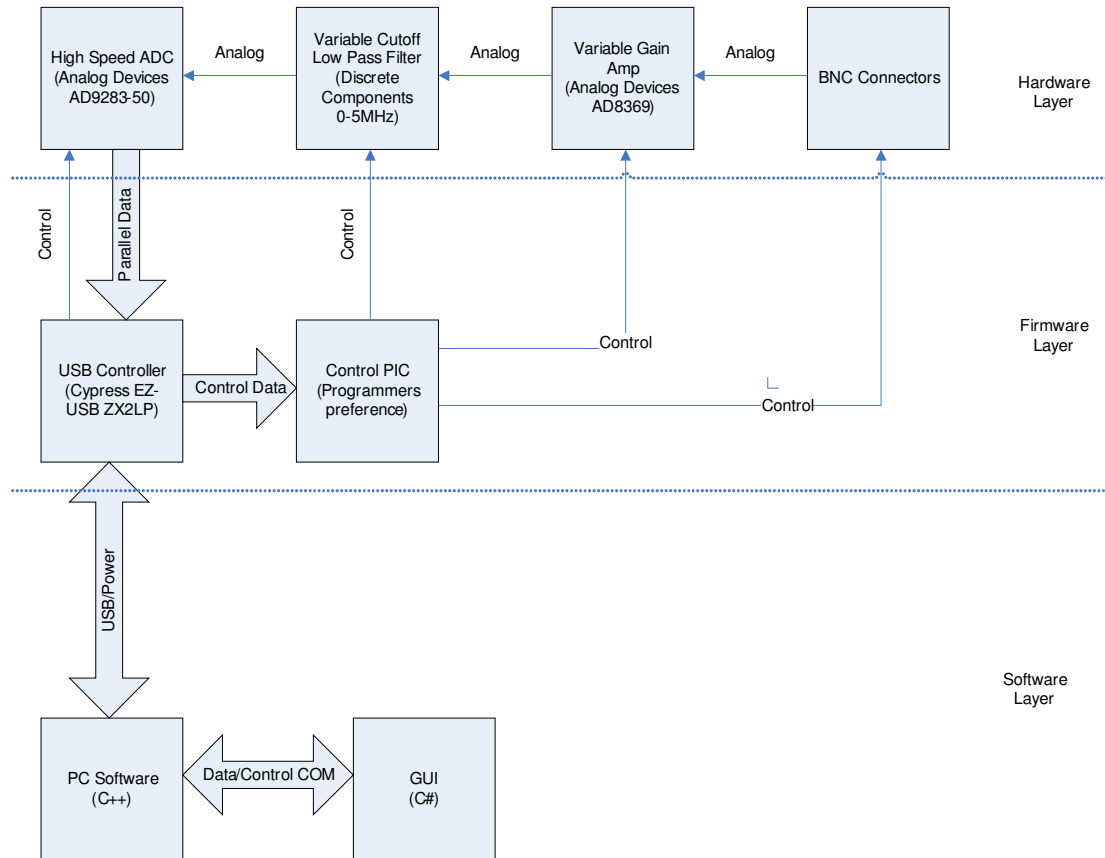 High Speed ADC
(Analog Devices
AD9283-50)
Analog
Variable Cutoff
Low Pass Filter
(Discrete
Components
0-5MHz)
Analog
Variable Gain
Amp
(Analog Devices
AD8369)
Analog
BNC Connectors
Hardware
Layer
Control
Parallel Data
Control
Control
Control
Firmware
Layer
USB Controller
(Cypress EZ-
USB ZX2LP)
Control Data
Control PIC
(Programmers
preference)
USB/Power
Software
Layer
PC Software
(C++)
Data/Control COM
GUI
(C#)